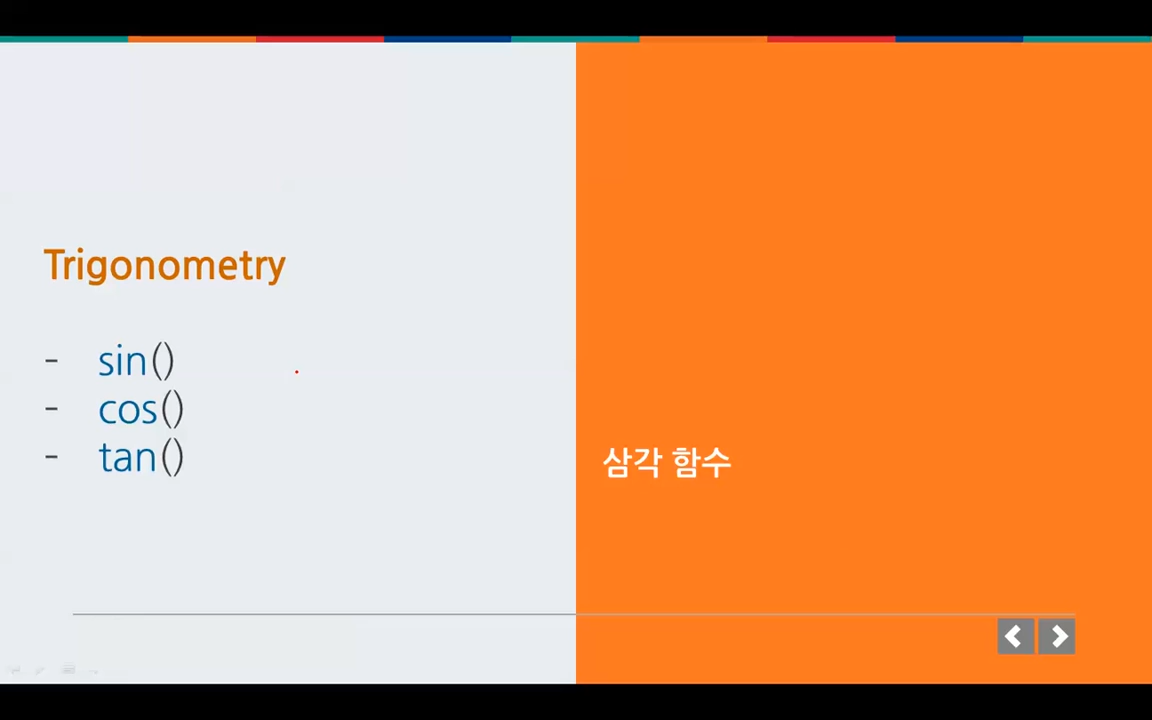 Trigonometry
- sin()
- cos()
- tan()
삼각 함수